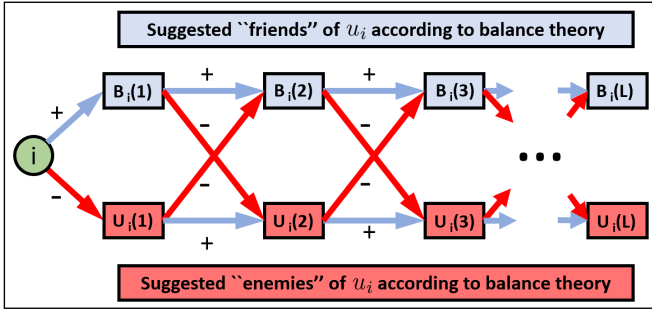 Suggested ``friends'' of u_i according to balance theory
+ + +
B_i(1) B_i(2) B_i(3) B_i(L)
- -
i ...
- - -
U_i(1) U_i(2) U_i(3) U_i(L)
+ +
Suggested ``enemies'' of u_i according to balance theory